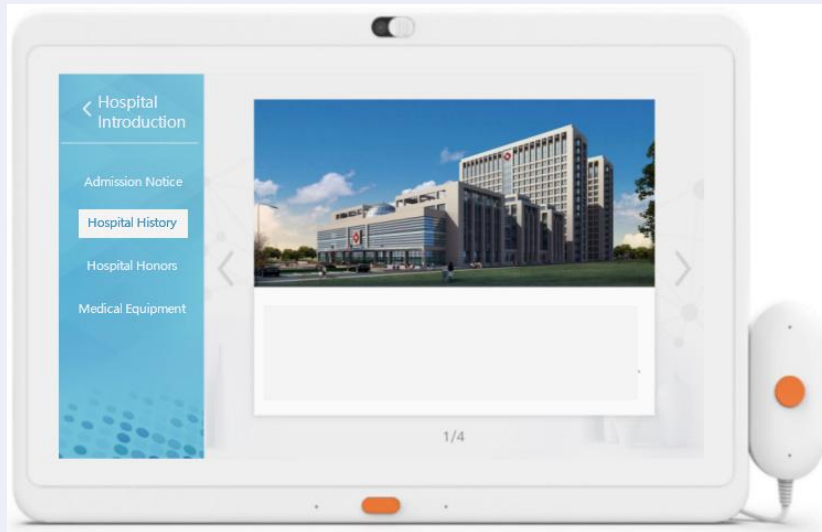 Hospital
Introduction
Admission Notice
Hospital History
Hospital Honors
Medical Equipment
1/4